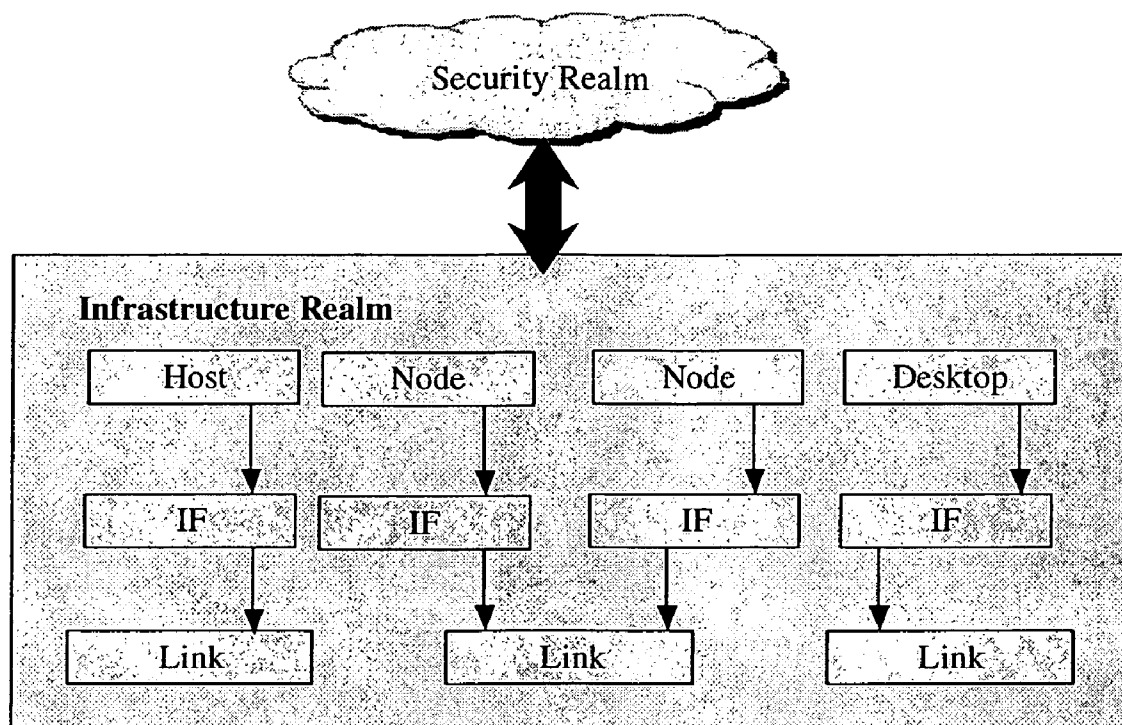 Security Realm
Infrastructure Realm
Host
Node
Node
Desktop
IF
IF
IF
IF
Link
Link
Link